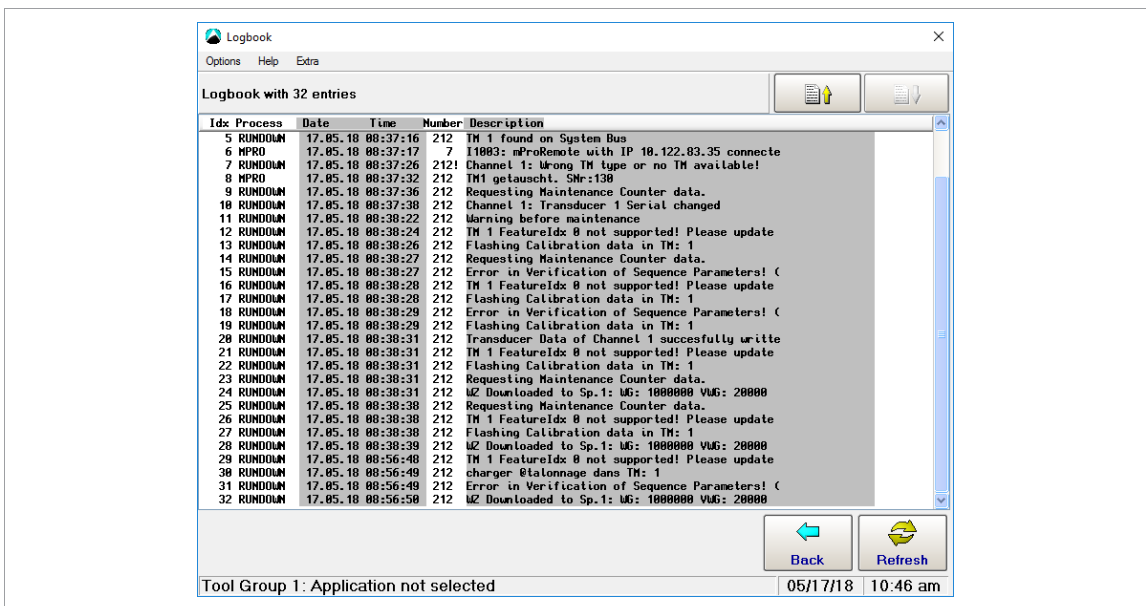 Logbook
Options Help Extra
Logbook with 32 entries
Idx Process Date Time Number Description
5 RUNDOWN 17.05.18 08:37:16 212 TM 1 found on System Bus
6 MPRO 17.05.18 08:37:17 7 I1003: mProRemote with IP 10.122.83.35 connecte
7 RUNDOWN 17.05.18 08:37:26 212! Channel 1: Wrong TM type or no TM available!
8 MPRO 17.05.18 08:37:32 212 TM1 getauscht. SNr:130
9 RUNDOWN 17.05.18 08:37:36 212 Requesting Maintenance Counter data.
10 RUNDOWN 17.05.18 08:37:38 212 Channel 1: Transducer 1 Serial changed
11 RUNDOWN 17.05.18 08:38:22 212 Warning before maintenance
12 RUNDOWN 17.05.18 08:38:24 212 TM 1 FeatureIdx 0 not supported! Please update
13 RUNDOWN 17.05.18 08:38:26 212 Flashing Calibration data in TM: 1
14 RUNDOWN 17.05.18 08:38:27 212 Requesting Maintenance Counter data.
15 RUNDOWN 17.05.18 08:38:27 212 Error in Verification of Sequence Parameters! (
16 RUNDOWN 17.05.18 08:38:28 212 TM 1 FeatureIdx 0 not supported! Please update
17 RUNDOWN 17.05.18 08:38:28 212 Flashing Calibration data in TM: 1
18 RUNDOWN 17.05.18 08:38:29 212 Error in Verification of Sequence Parameters! (
19 RUNDOWN 17.05.18 08:38:29 212 Flashing Calibration data in TM: 1
20 RUNDOWN 17.05.18 08:38:31 212 Transducer Data of Channel 1 succesfully writte
21 RUNDOWN 17.05.18 08:38:31 212 TM 1 FeatureIdx 0 not supported! Please update
22 RUNDOWN 17.05.18 08:38:31 212 Flashing Calibration data in TM: 1
23 RUNDOWN 17.05.18 08:38:31 212 Requesting Maintenance Counter data.
24 RUNDOWN 17.05.18 08:38:31 212 WZ Downloaded to Sp.1: WG: 1000000 VWG: 20000
25 RUNDOWN 17.05.18 08:38:38 212 Requesting Maintenance Counter data.
26 RUNDOWN 17.05.18 08:38:38 212 TM 1 FeatureIdx 0 not supported! Please update
27 RUNDOWN 17.05.18 08:38:38 212 Flashing Calibration data in TM: 1
28 RUNDOWN 17.05.18 08:38:39 212 WZ Downloaded to Sp.1: WG: 1000000 VWG: 20000
29 RUNDOWN 17.05.18 08:56:48 212 TM 1 FeatureIdx 0 not supported! Please update
30 RUNDOWN 17.05.18 08:56:49 212 charger @talonnage dans TM: 1
31 RUNDOWN 17.05.18 08:56:49 212 Error in Verification of Sequence Parameters! (
32 RUNDOWN 17.05.18 08:56:50 212 WZ Downloaded to Sp.1: WG: 1000000 VWG: 20000
Back Refresh
Tool Group 1: Application not selected 05/17/18 10:46 am